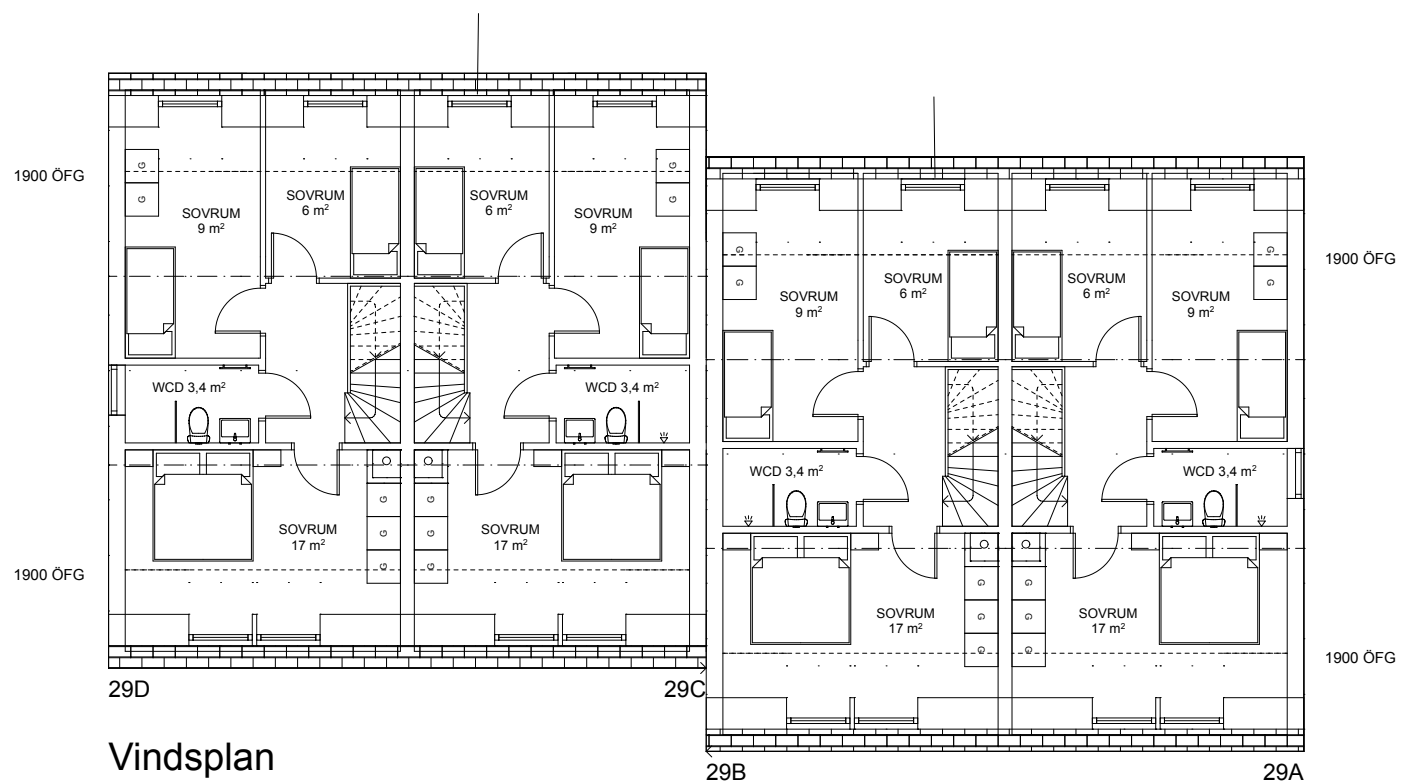 1900 ÖFG
G
G
SOVRUM
9 m²
SOVRUM
6 m²
SOVRUM
6 m²
SOVRUM
9 m²
G
G
WCD 3,4 m²
WCD 3,4 m²
SOVRUM
17 m²
G
G
G
G
G
G
SOVRUM
17 m²
1900 ÖFG
29D
29C
1900 ÖFG
G
G
SOVRUM
9 m²
SOVRUM
6 m²
SOVRUM
6 m²
SOVRUM
9 m²
G
G
WCD 3,4 m²
WCD 3,4 m²
SOVRUM
17 m²
G
G
G
G
G
G
SOVRUM
17 m²
1900 ÖFG
29B
29A
Vindsplan